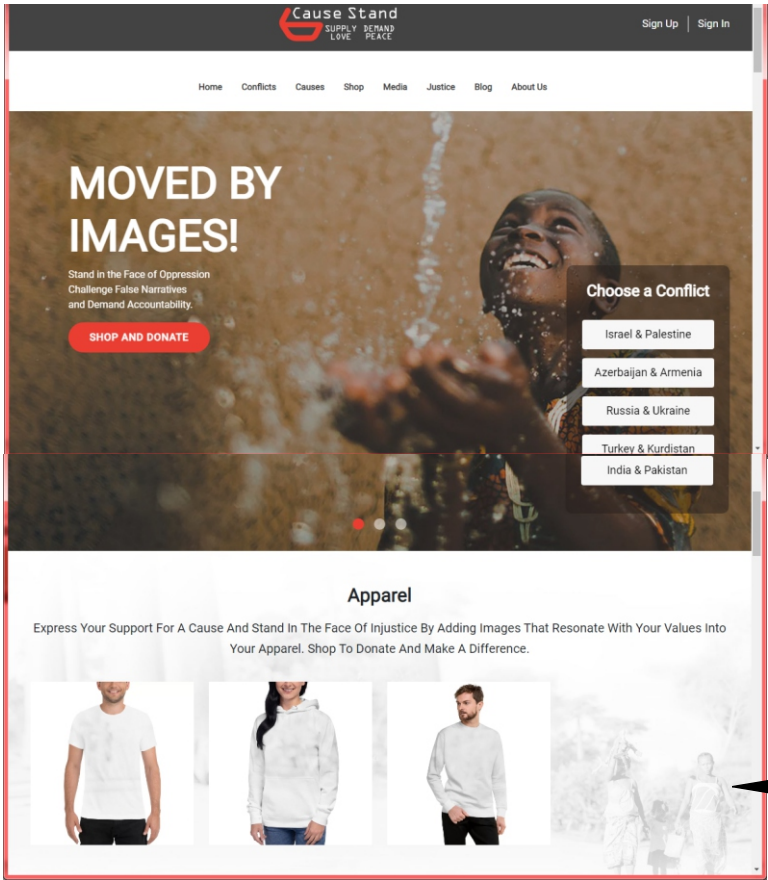 Cause Stand
SUPPLY DEMAND
LOVE PEACE
Sign Up Sign In
Home Conflicts Causes Shop Media Justice Blog About Us
MOVED BY
IMAGES!
Stand in the Face of Oppression
Challenge False Narratives
and Demand Accountability.
SHOP AND DONATE
Choose a Conflict
Israel & Palestine
Azerbaijan & Armenia
Russia & Ukraine
Turkey & Kurdistan
India & Pakistan
Apparel
Express Your Support For A Cause And Stand In The Face Of Injustice By Adding Images That Resonate With Your Values Into
Your Apparel. Shop To Donate And Make A Difference.